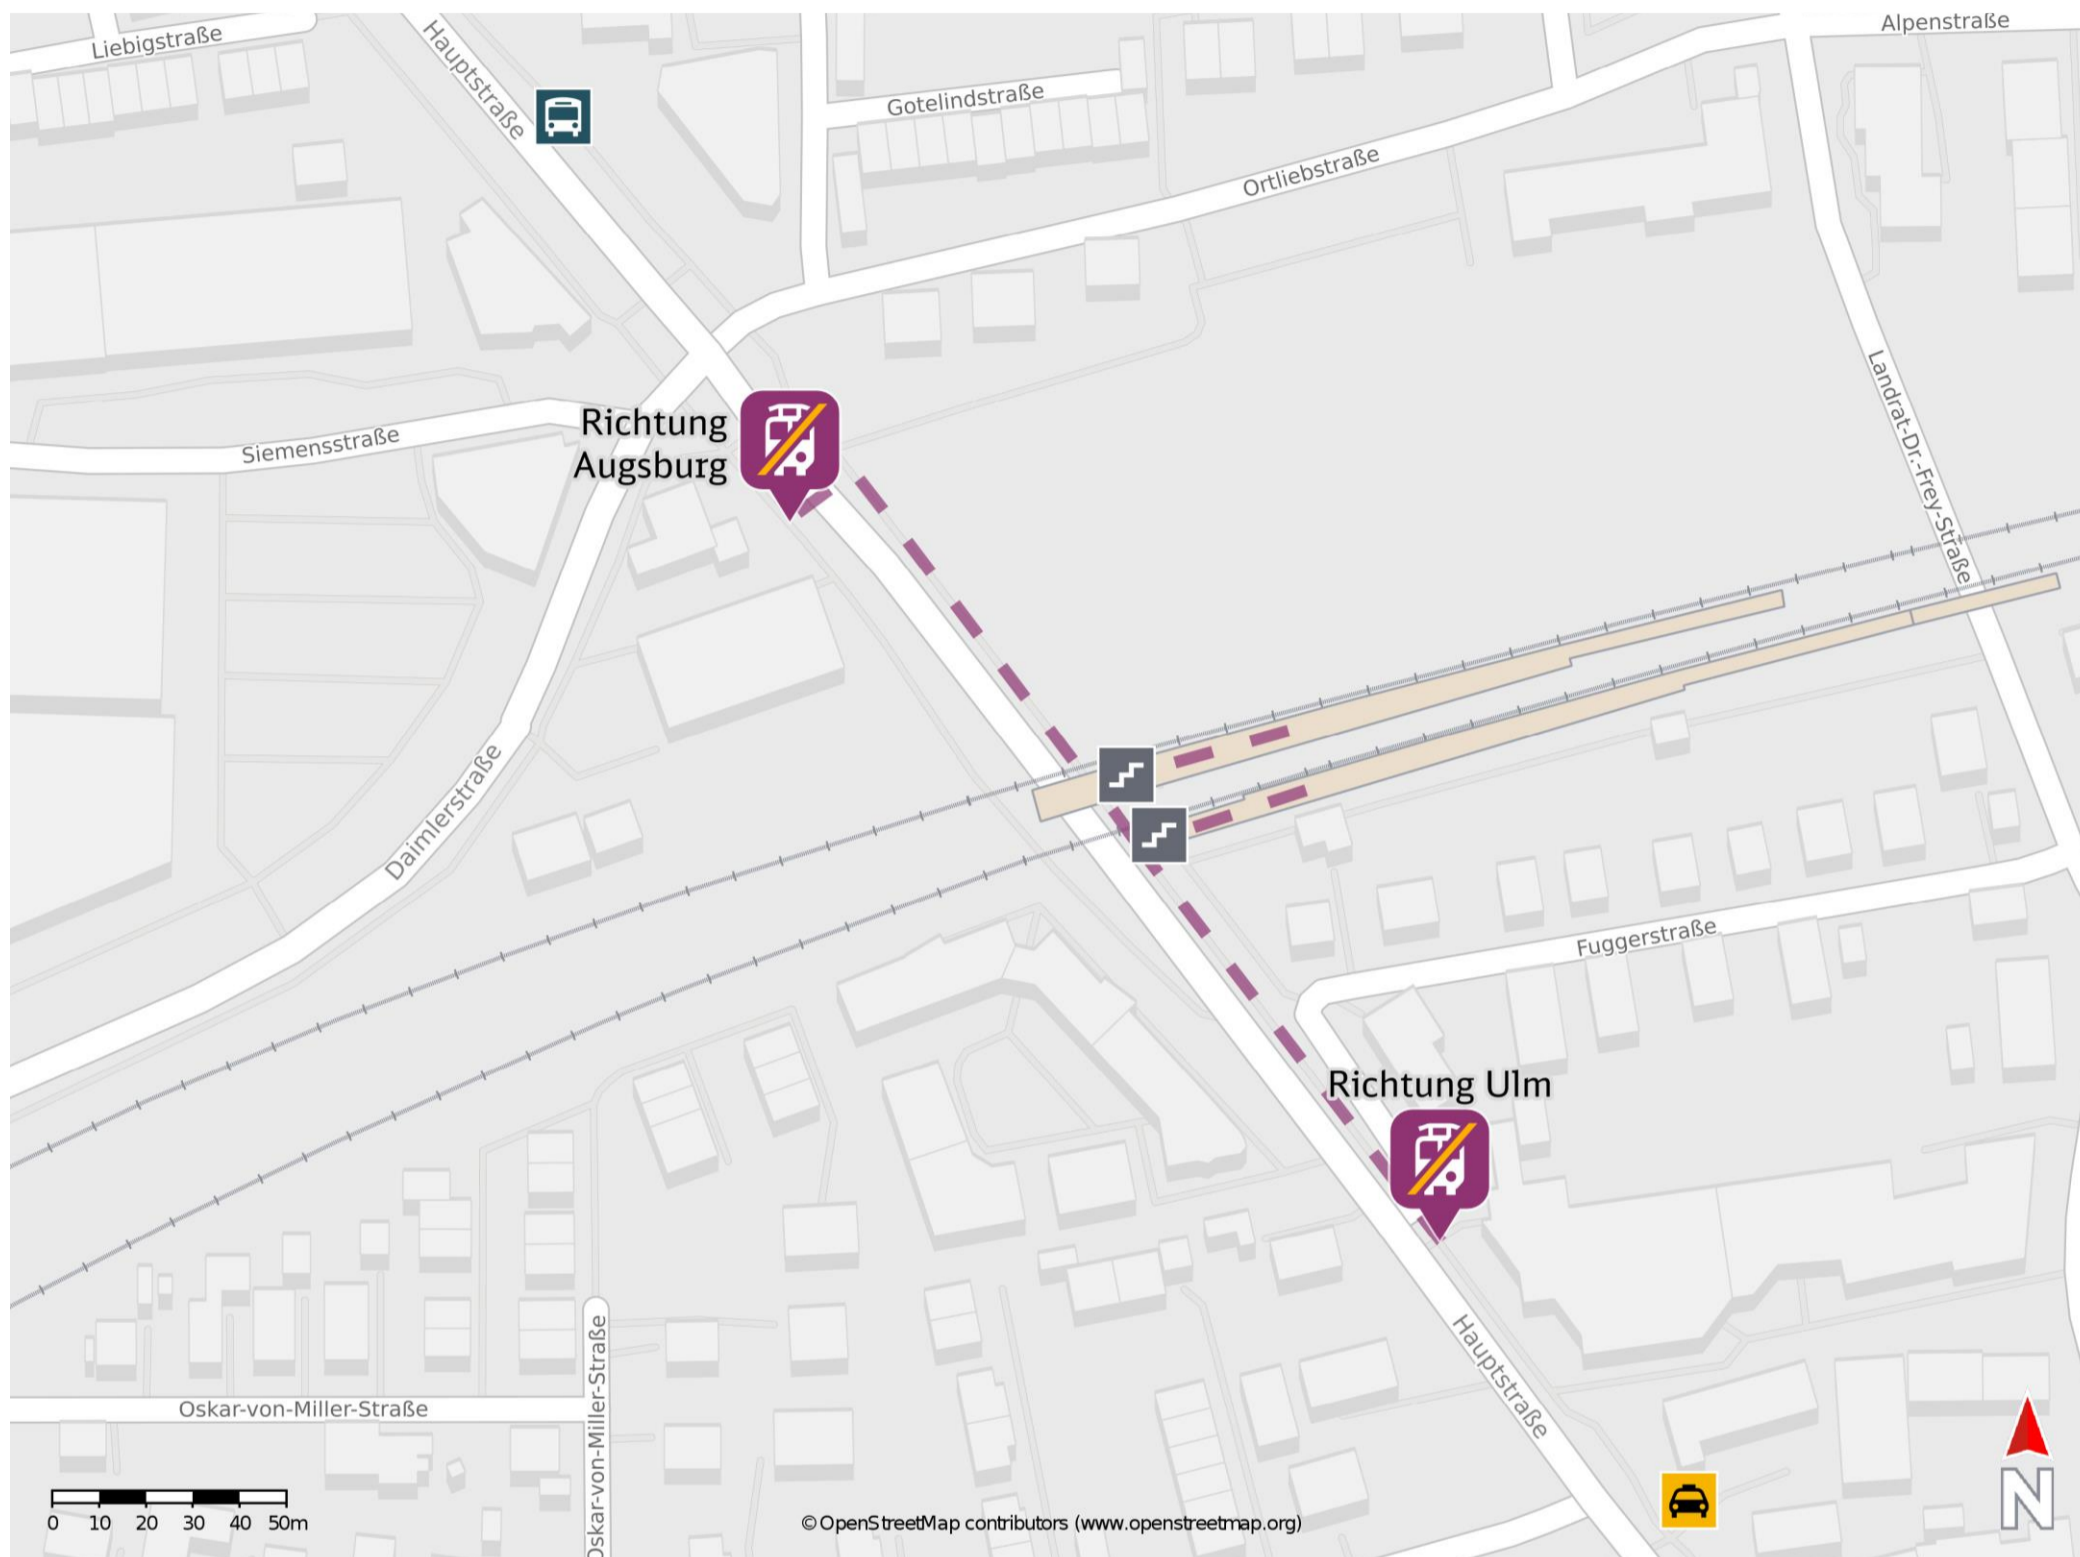 Alpenstraße
Liebigstraße
Hauptstraße
Gotelindstraße
Ortliebstraße
Landrat-Dr.-Frey-Straße
Richtung
Augsburg
Siemensstraße
Daimlerstraße
Fuggerstraße
Richtung Ulm
Hauptstraße
Oskar-von-Miller-Straße
Oskar-von-Miller-Straße
0 10 20 30 40 50m
© OpenStreetMap contributors (www.openstreetmap.org)
N